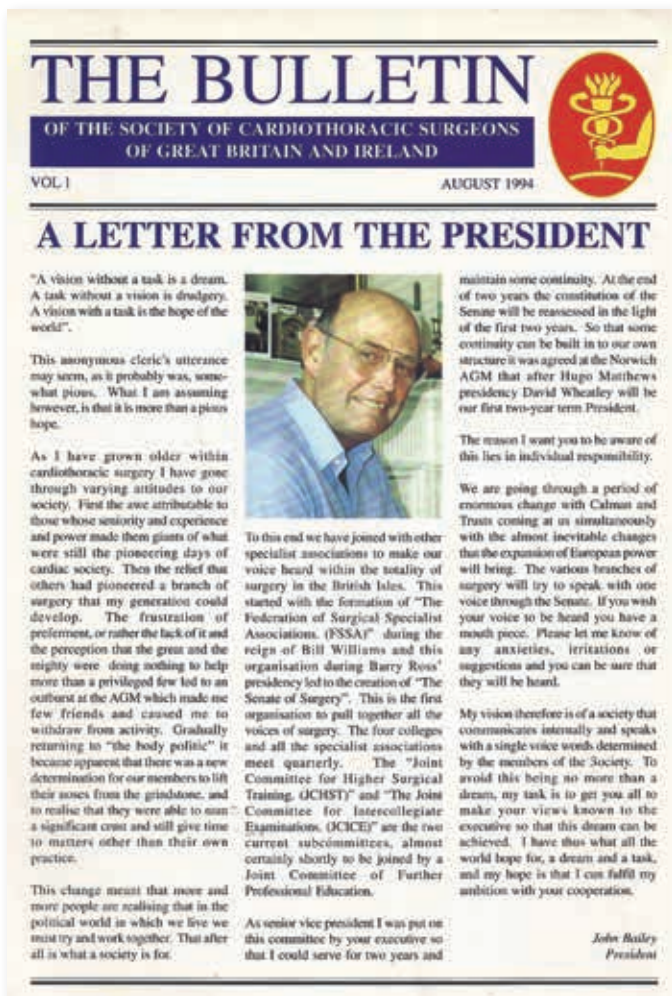 THE BULLETIN
OF THE SOCIETY OF CARDIOTHORACIC SURGEONS
OF GREAT BRITAIN AND IRELAND
VOL 1
AUGUST 1994
A LETTER FROM THE PRESIDENT
"A vision without a task is a dream.
A task without a vision is drudgery.
A vision with a task is the hope of the
world".
This anonymous cleric's utterance
may seem, as it probably was, some-
what pious. What I am assuming
however, is that it is more than a pious
hope.
As I have grown older within
cardiothoracic surgery I have gone
through varying attitudes to our
society. First the awe attributable to
those whose seniority and experience
and power made them giants of what
were still the pioneering days of
cardiac society. Then the relief that
others had pioneered a branch of
surgery that my generation could
develop. The frustration of
preferment, or rather the lack of it and
the perception that the great and the
mighty were doing nothing to help
more than a privileged few led to an
outburst at the AGM which made me
few friends and caused me to
withdraw from activity. Gradually
returning to "the body politic" it
became apparent that there was a new
determination for our members to lift
their noses from the grindstone, and
to realise that they were able to
a significant and still give time
to matters other than their own
practice.
This change meant that more and
more people are realising that in the
political world in which we live we
must try and work together. That after
all is what a society is for.
To this end we have joined with other
specialist associations to make our
voice heard within the totality of
surgery in the British Isles. This
started with the formation of "The
Federation of Surgical Specialist
Associations, (FSSA)" during the
reign of Bill Williams and this
organisation during Barry Ross'
presidency led to the creation of "The
Senate of Surgery". This is the first
organisation to pull together all the
voices of surgery. The four colleges
and all the specialist associations
meet quarterly. The "Joint
Committee for Higher Surgical
Training, (JCHST)" and "The Joint
Committee for Intercollegiate
Examinations, (JCICE)" are the two
current subcommittees, almost
certainly shortly to be joined by a
Joint Committee of Further
Professional Education.
As senior vice president I was put on
this committee by your executive so
that I could serve for two years and
maintain some continuity. At the end
of two years the constitution of the
Senate will be reassessed in the light
of the first two years. So that some
continuity can be built in to our own
structure it was agreed at the Norwich
AGM that after Hugo Matthews
presidency David Wheatley will be
our first two-year term President.
The reason I want you to be aware of
this lies in individual responsibility.
We are going through a period of
enormous change with Calman and
Trusts coming at us simultaneously
with the almost inevitable changes
that the expansion of European power
will bring. The various branches of
surgery will try to speak with one
voice through the Senate. If you wish
your voice to be heard you have a
mouth piece. Please let me know of
any anxieties, irritations or
suggestions and you can be sure that
they will be heard.
My vision therefore is of a society that
communicates internally and speaks
with a single voice words determined
by the members of the Society. To
avoid this being no more than a
dream, my task is to get you all to
make your views known to the
executive so that this dream can be
achieved. I have thus what all the
world hope for, a dream and a task,
and my hope is that I can fulfil my
ambition with your cooperation.
John Bailey
President